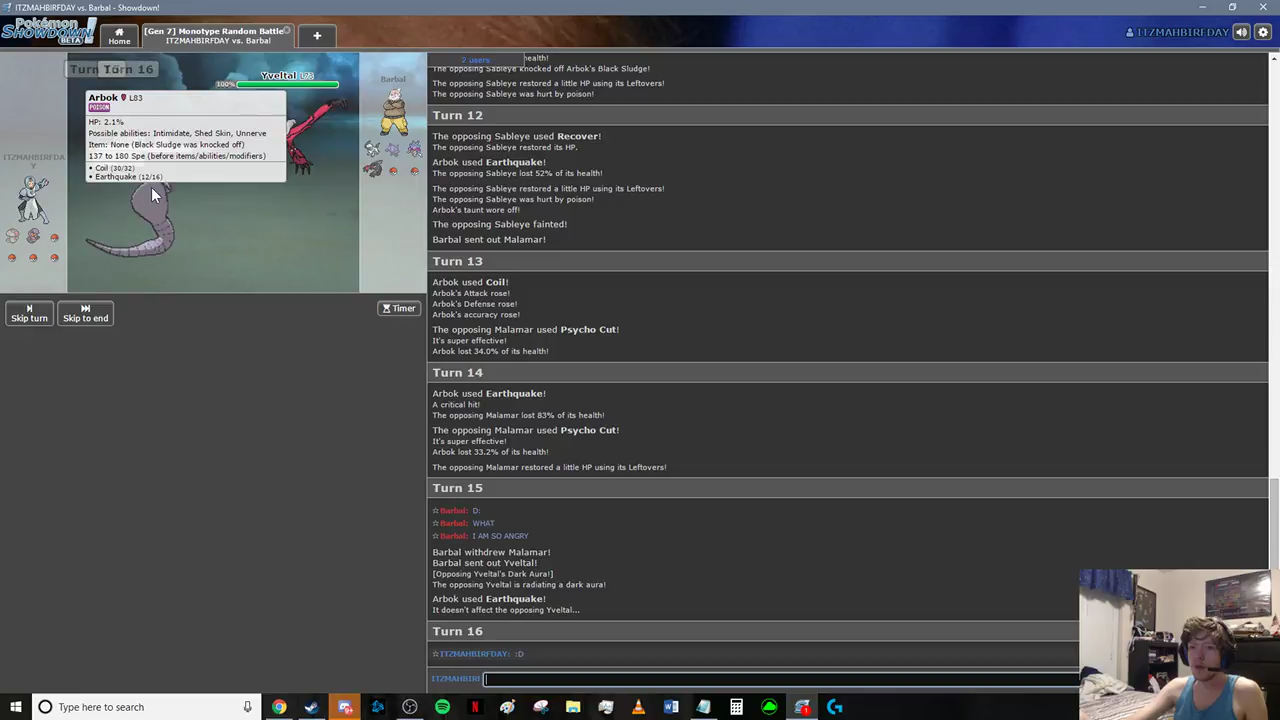 ITZMAHBIRFDAY vs. Barbal - Showdown!
Pokémon
Showdown
BETA
Home
[Gen 7] Monotype Random Battle
ITZMAHBIRFDAY vs. Barbal
ITZMAHBIRFDAY
Turn 16
Yveltal
100%
Barbal
Arbok L83
POISON
HP: 2.1%
Possible abilities: Intimidate, Shed Skin, Unnerve
Item: None (Black Sludge was knocked off)
137 to 180 Spe (before items/abilities/modifiers)
• Coil (30/32)
• Earthquake (12/16)
ITZMAHBIRFDA
Y
Skip turn
Skip to end
Timer
users
health!
The opposing Sableye knocked off Arbok's Black Sludge!
The opposing Sableye restored a little HP using its Leftovers!
The opposing Sableye was hurt by poison!
Turn 12
The opposing Sableye used Recover!
The opposing Sableye restored its HP.
Arbok used Earthquake!
The opposing Sableye lost 52% of its health!
The opposing Sableye restored a little HP using its Leftovers!
The opposing Sableye was hurt by poison!
Arbok's taunt wore off!
The opposing Sableye fainted!
Barbal sent out Malamar!
Turn 13
Arbok used Coil!
Arbok's Attack rose!
Arbok's Defense rose!
Arbok's accuracy rose!
The opposing Malamar used Psycho Cut!
It's super effective!
Arbok lost 34.0% of its health!
Turn 14
Arbok used Earthquake!
A critical hit!
The opposing Malamar lost 83% of its health!
The opposing Malamar used Psycho Cut!
It's super effective!
Arbok lost 33.2% of its health!
The opposing Malamar restored a little HP using its Leftovers!
Turn 15
☆Barbal: D:
☆Barbal: WHAT
☆Barbal: I AM SO ANGRY
Barbal withdrew Malamar!
Barbal sent out Yveltal!
[Opposing Yveltal's Dark Aura!]
The opposing Yveltal is radiating a dark aura!
Arbok used Earthquake!
It doesn't affect the opposing Yveltal...
Turn 16
☆ITZMAHBIRFDAY: :D
ITZMAHBIRF
Type here to search